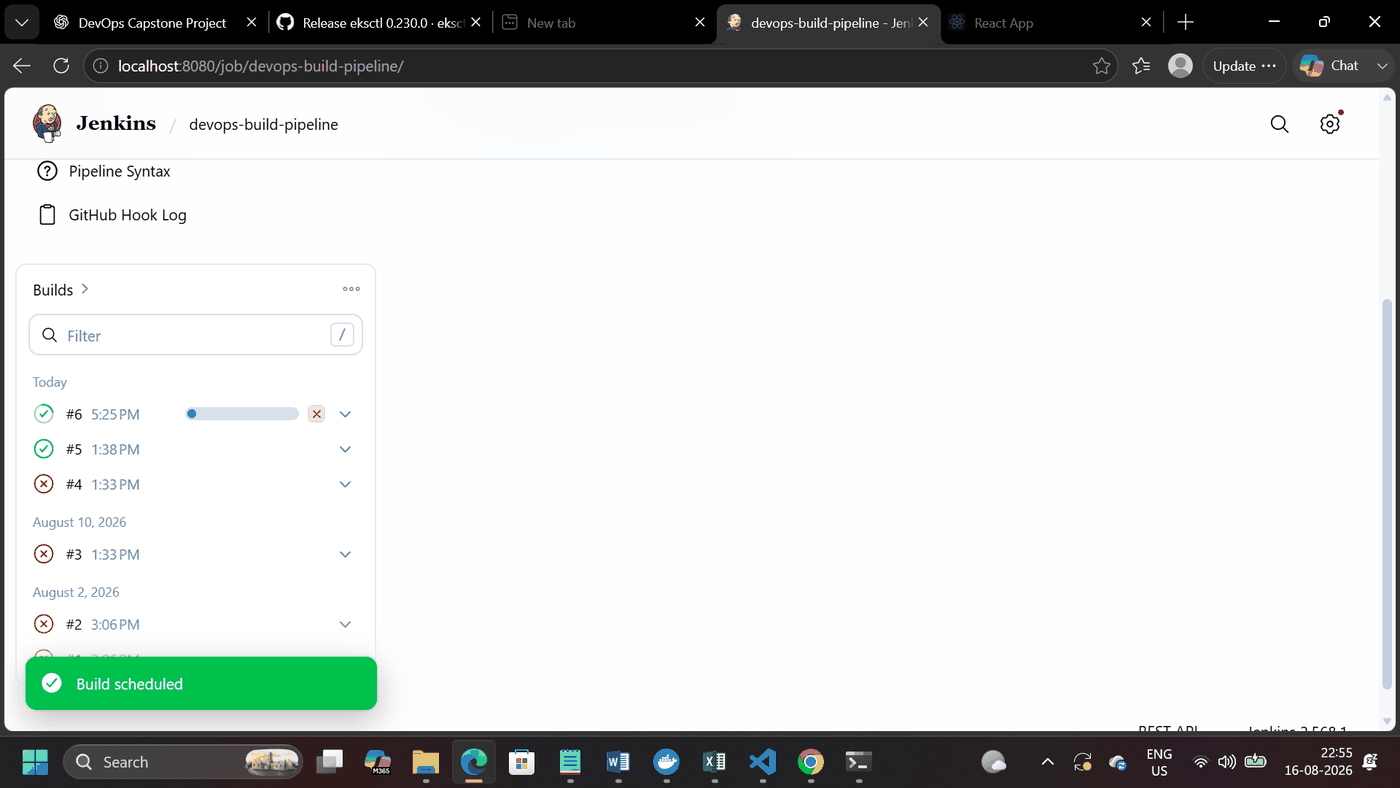 DevOps Capstone Project
Release eksctl 0.230.0 · eksc
New tab
devops-build-pipeline - Jen
React App
localhost:8080/job/devops-build-pipeline/
Update
Chat
Jenkins / devops-build-pipeline
Pipeline Syntax
GitHub Hook Log
Builds
Filter
/
Today
#6 5:25 PM
#5 1:38 PM
#4 1:33 PM
August 10, 2026
#3 1:33 PM
August 2, 2026
#2 3:06 PM
Build scheduled
REST API Jenkins 2.568.1
Search
M365
ENG
US
22:55
16-08-2026